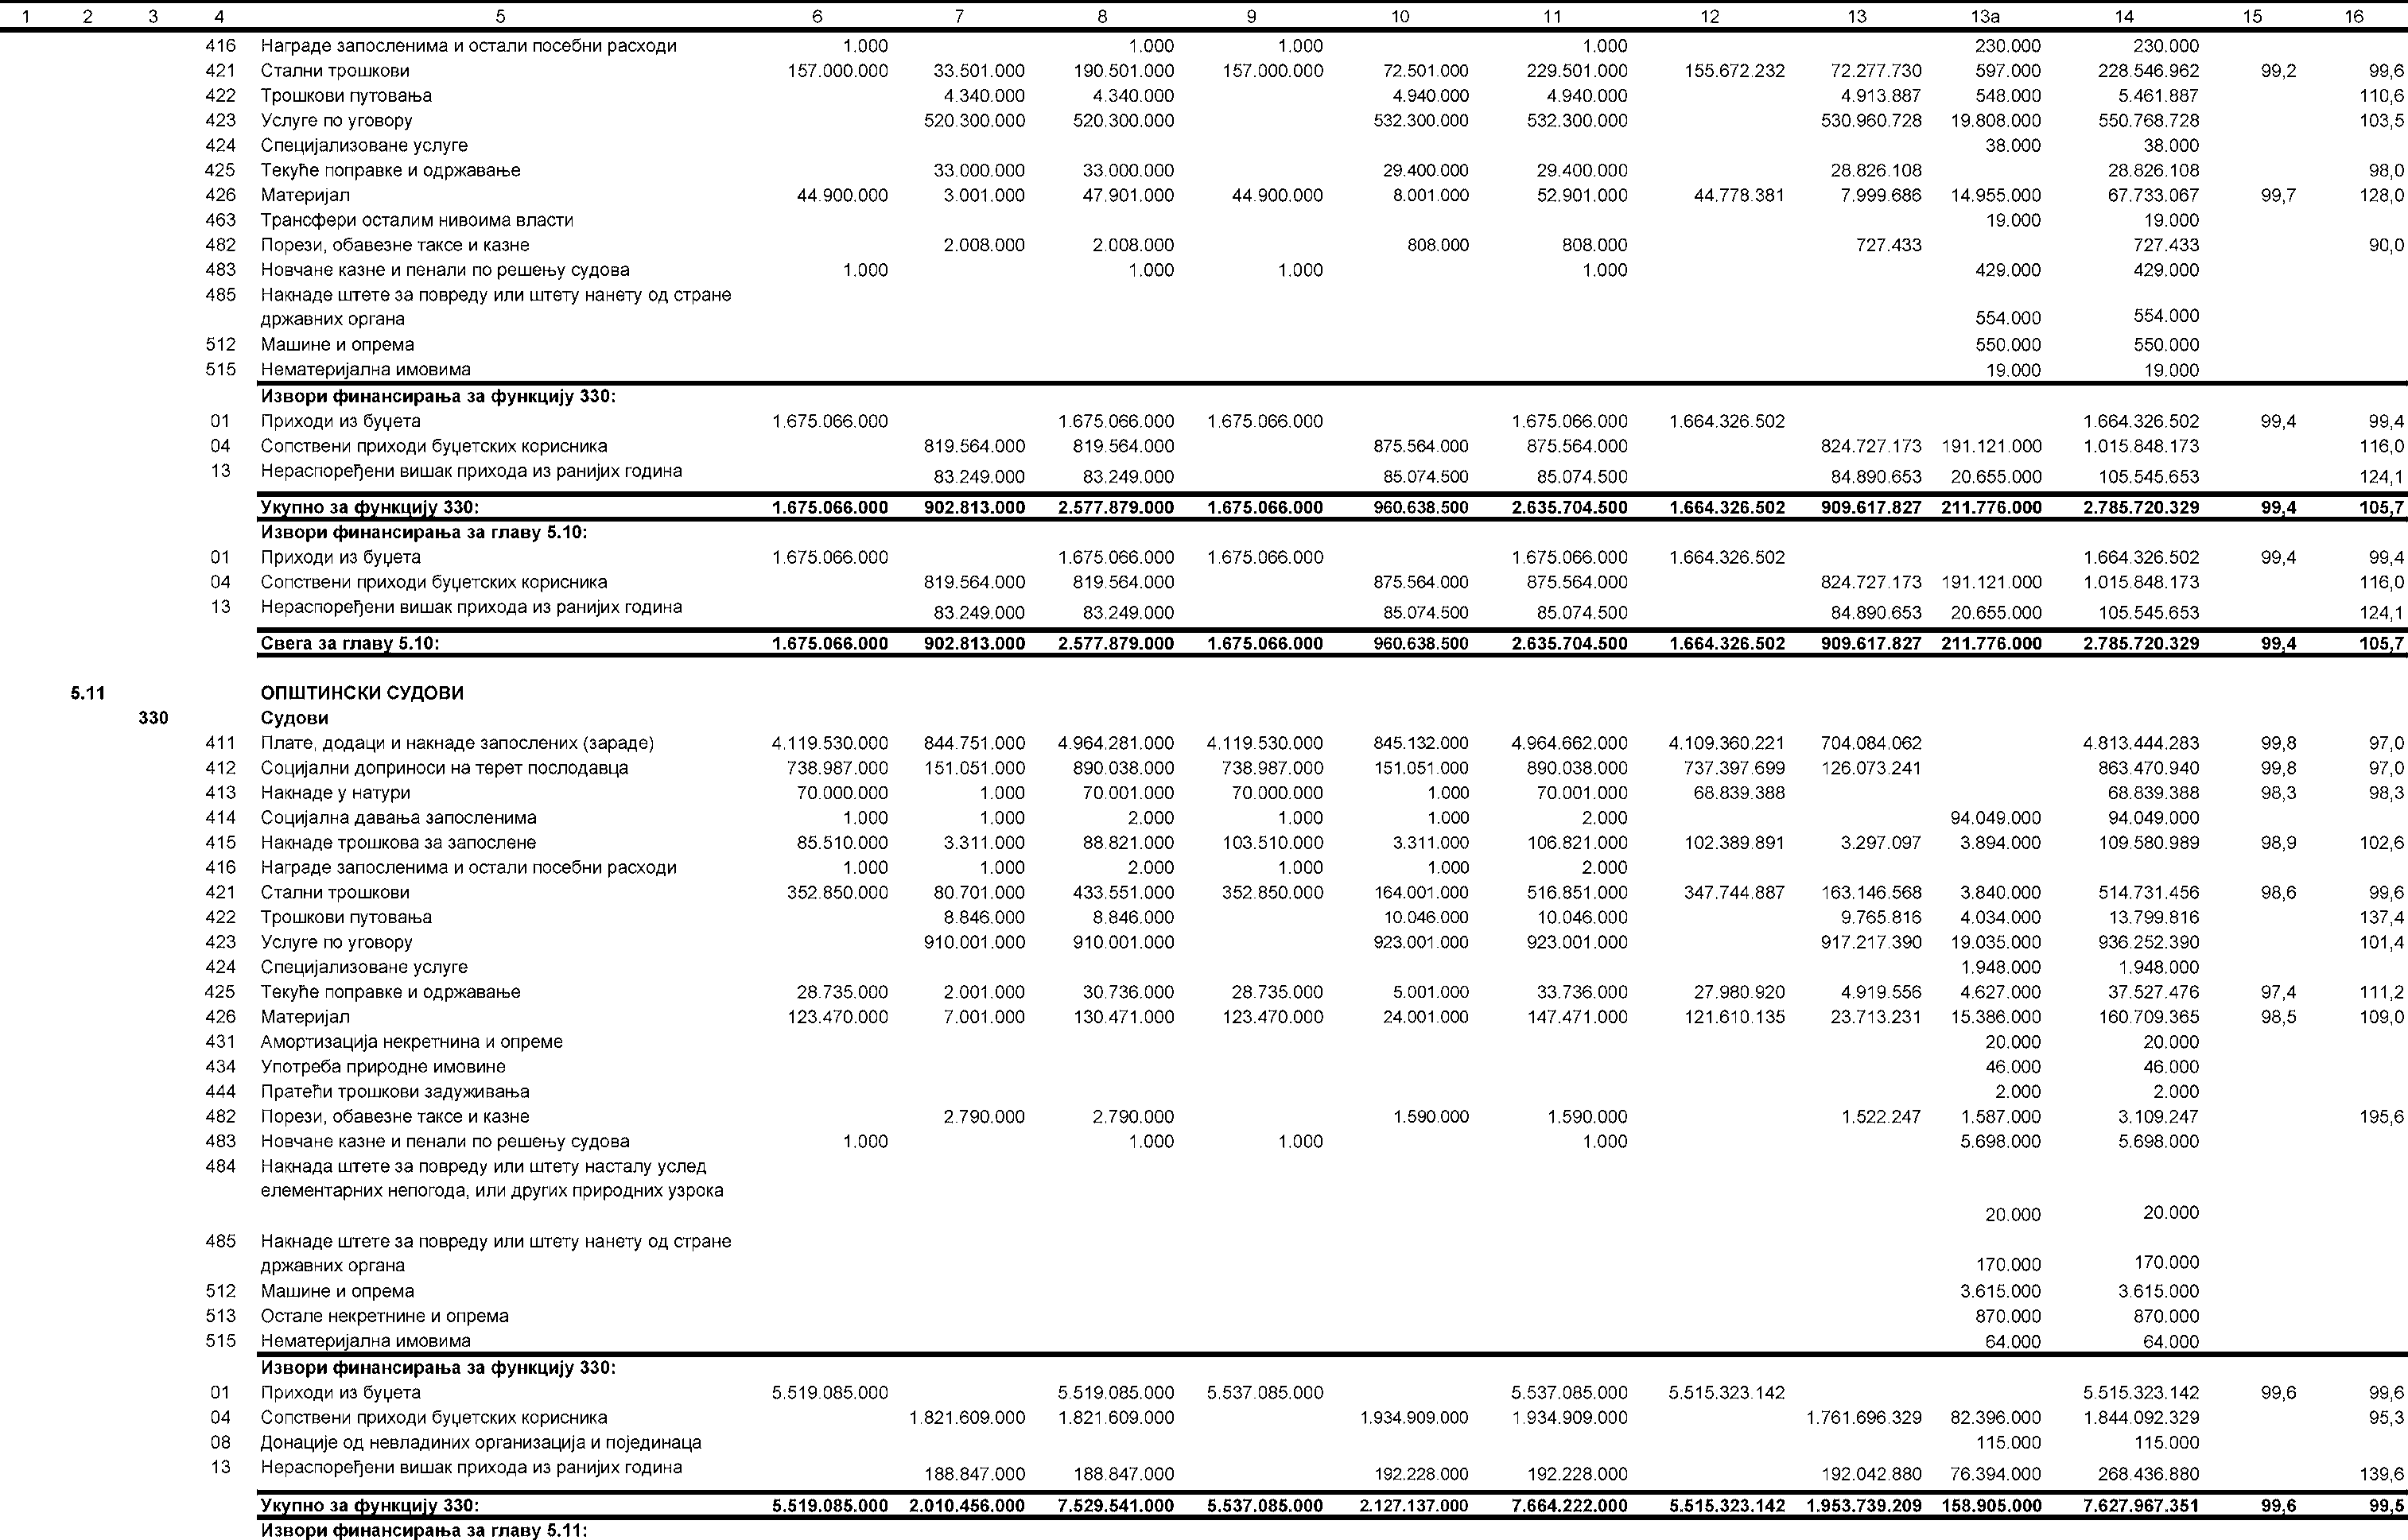 1 2 3 4 5 6 7 8 9 10 11 12 13 13a 14 15 16
416 Награде запосленима и остали посебни расходи 1.000 1.000 1.000 1.000 230.000 230.000
421 Стални трошкови 157.000.000 33.501.000 190.501.000 157.000.000 72.501.000 229.501.000 155.672.232 72.277.730 597.000 228.546.962 99,2 99,6
422 Трошкови путовања 4.340.000 4.340.000 4.940.000 4.940.000 4.913.887 548.000 5.461.887 110,6
423 Услуге по уговору 520.300.000 520.300.000 532.300.000 532.300.000 530.960.728 19.808.000 550.768.728 103,5
424 Специјализоване услуге 38.000 38.000
425 Текуће поправке и одржавање 33.000.000 33.000.000 29.400.000 29.400.000 28.826.108 28.826.108 98,0
426 Материјал 44.900.000 3.001.000 47.901.000 44.900.000 8.001.000 52.901.000 44.778.381 7.999.686 14.955.000 67.733.067 99,7 128,0
463 Трансфери осталим нивоима власти 19.000 19.000
482 Порези, обавезне таксе и казне 2.008.000 2.008.000 808.000 808.000 727.433 727.433 90,0
483 Новчане казне и пенали по решењу судова 1.000 1.000 1.000 1.000 429.000 429.000
485 Накнаде штете за повреду или штету нанету од стране
државних органа 554.000 554.000
512 Машине и опрема 550.000 550.000
515 Нематеријална имовима 19.000 19.000
Извори финансирања за функцију 330:
01 Приходи из буџета 1.675.066.000 1.675.066.000 1.675.066.000 1.675.066.000 1.664.326.502 1.664.326.502 99,4 99,4
04 Сопствени приходи буџетских корисника 819.564.000 819.564.000 875.564.000 875.564.000 824.727.173 191.121.000 1.015.848.173 116,0
13 Нераспоређени вишак прихода из ранијих година 83.249.000 83.249.000 85.074.500 85.074.500 84.890.653 20.655.000 105.545.653 124,1
Укупно за функцију 330: 1.675.066.000 902.813.000 2.577.879.000 1.675.066.000 960.638.500 2.635.704.500 1.664.326.502 909.617.827 211.776.000 2.785.720.329 99,4 105,7
Извори финансирања за главу 5.10:
01 Приходи из буџета 1.675.066.000 1.675.066.000 1.675.066.000 1.675.066.000 1.664.326.502 1.664.326.502 99,4 99,4
04 Сопствени приходи буџетских корисника 819.564.000 819.564.000 875.564.000 875.564.000 824.727.173 191.121.000 1.015.848.173 116,0
13 Нераспоређени вишак прихода из ранијих година 83.249.000 83.249.000 85.074.500 85.074.500 84.890.653 20.655.000 105.545.653 124,1
Свега за главу 5.10: 1.675.066.000 902.813.000 2.577.879.000 1.675.066.000 960.638.500 2.635.704.500 1.664.326.502 909.617.827 211.776.000 2.785.720.329 99,4 105,7
5.11 ОПШТИНСКИ СУДОВИ
330 Судови
411 Плате, додаци и накнаде запослених (зараде) 4.119.530.000 844.751.000 4.964.281.000 4.119.530.000 845.132.000 4.964.662.000 4.109.360.221 704.084.062 4.813.444.283 99,8 97,0
412 Социјални доприноси на терет послодавца 738.987.000 151.051.000 890.038.000 738.987.000 151.051.000 890.038.000 737.397.699 126.073.241 863.470.940 99,8 97,0
413 Накнаде у натури 70.000.000 1.000 70.001.000 70.000.000 1.000 70.001.000 68.839.388 68.839.388 98,3 98,3
414 Социјална давања запосленима 1.000 1.000 2.000 1.000 1.000 2.000 94.049.000 94.049.000
415 Накнаде трошкова за запослене 85.510.000 3.311.000 88.821.000 103.510.000 3.311.000 106.821.000 102.389.891 3.297.097 3.894.000 109.580.989 98,9 102,6
416 Награде запосленима и остали посебни расходи 1.000 1.000 2.000 1.000 1.000 2.000
421 Стални трошкови 352.850.000 80.701.000 433.551.000 352.850.000 164.001.000 516.851.000 347.744.887 163.146.568 3.840.000 514.731.456 98,6 99,6
422 Трошкови путовања 8.846.000 8.846.000 10.046.000 10.046.000 9.765.816 4.034.000 13.799.816 137,4
423 Услуге по уговору 910.001.000 910.001.000 923.001.000 923.001.000 917.217.390 19.035.000 936.252.390 101,4
424 Специјализоване услуге 1.948.000 1.948.000
425 Текуће поправке и одржавање 28.735.000 2.001.000 30.736.000 28.735.000 5.001.000 33.736.000 27.980.920 4.919.556 4.627.000 37.527.476 97,4 111,2
426 Материјал 123.470.000 7.001.000 130.471.000 123.470.000 24.001.000 147.471.000 121.610.135 23.713.231 15.386.000 160.709.365 98,5 109,0
431 Амортизација некретнина и опреме 20.000 20.000
434 Употреба природне имовине 46.000 46.000
444 Пратећи трошкови задуживања 2.000 2.000
482 Порези, обавезне таксе и казне 2.790.000 2.790.000 1.590.000 1.590.000 1.522.247 1.587.000 3.109.247 195,6
483 Новчане казне и пенали по решењу судова 1.000 1.000 1.000 1.000 5.698.000 5.698.000
484 Накнада штете за повреду или штету насталу услед
елементарних непогода, или других природних узрока
20.000 20.000
485 Накнаде штете за повреду или штету нанету од стране
државних органа 170.000 170.000
512 Машине и опрема 3.615.000 3.615.000
513 Остале некретнине и опрема 870.000 870.000
515 Нематеријална имовима 64.000 64.000
Извори финансирања за функцију 330:
01 Приходи из буџета 5.519.085.000 5.519.085.000 5.537.085.000 5.537.085.000 5.515.323.142 5.515.323.142 99,6 99,6
04 Сопствени приходи буџетских корисника 1.821.609.000 1.821.609.000 1.934.909.000 1.934.909.000 1.761.696.329 82.396.000 1.844.092.329 95,3
08 Донације од невладиних организација и појединаца 115.000 115.000
13 Нераспоређени вишак прихода из ранијих година 188.847.000 188.847.000 192.228.000 192.228.000 192.042.880 76.394.000 268.436.880 139,6
Укупно за функцију 330: 5.519.085.000 2.010.456.000 7.529.541.000 5.537.085.000 2.127.137.000 7.664.222.000 5.515.323.142 1.953.739.209 158.905.000 7.627.967.351 99,6 99,5
Извори финансирања за главу 5.11: